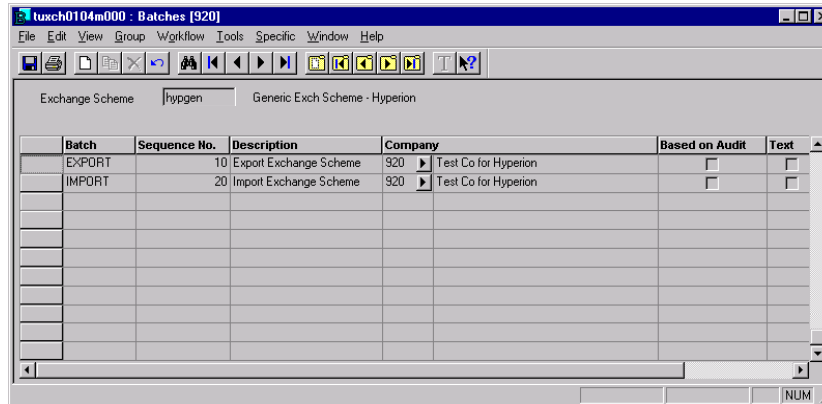 tuxch0104m000 : Batches [920]
File Edit View Group Workflow Tools Specific Window Help
T ?
Exchange Scheme hypgen Generic Exch Scheme - Hyperion
Batch Sequence No. Description Company Based on Audit Text
EXPORT 10 Export Exchange Scheme 920 Test Co for Hyperion
IMPORT 20 Import Exchange Scheme 920 Test Co for Hyperion
NUM